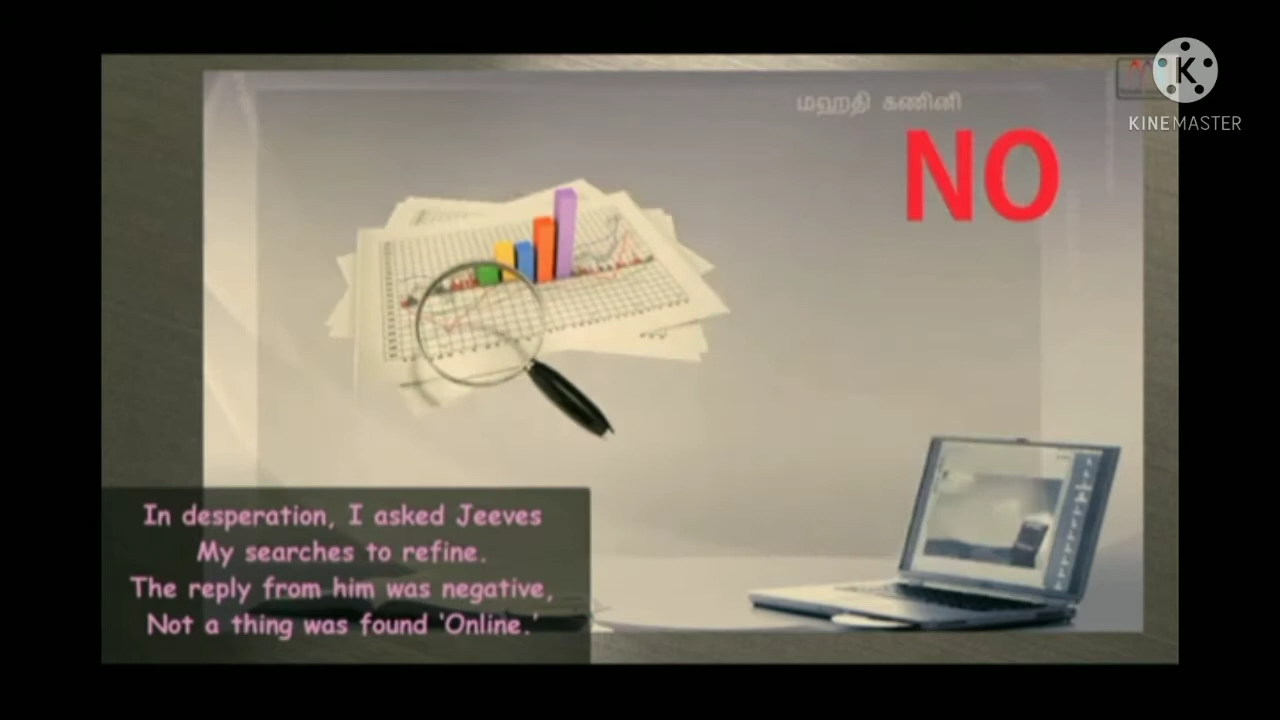 மஹதி கணினி
NO
KINEMASTER
In desperation, I asked Jeeves
My searches to refine.
The reply from him was negative,
Not a thing was found 'Online.'